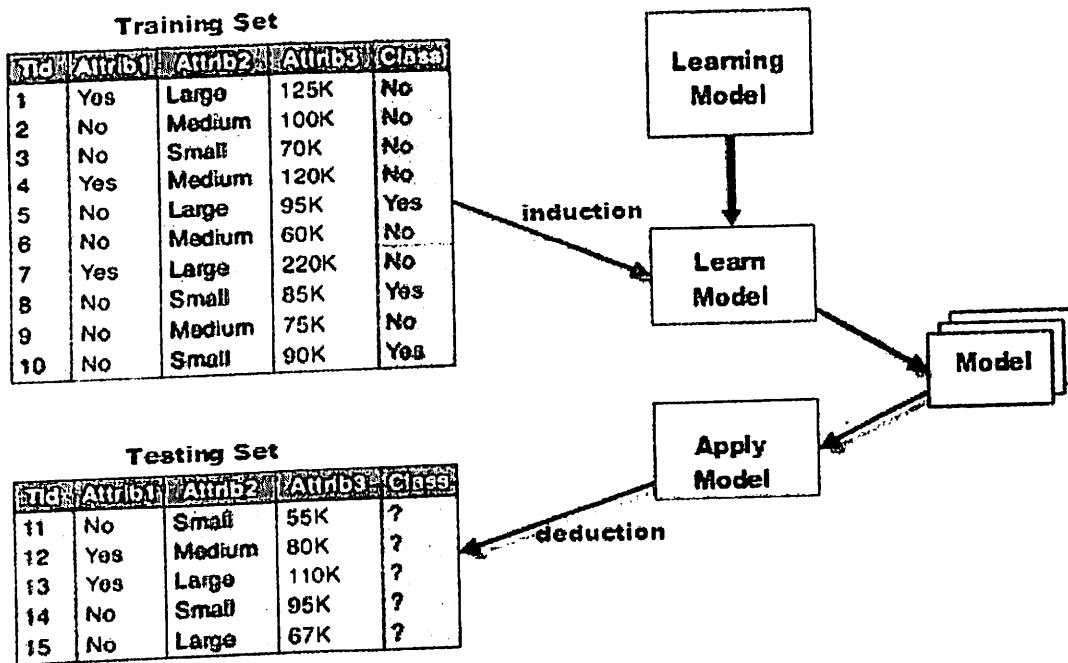 Training Set
Tid Attrib1 Attrib2 Attrib3 Class
1 Yes Large 125K No
2 No Medium 100K No
3 No Small 70K No
4 Yes Medium 120K No
5 No Large 95K Yes
6 No Medium 60K No
7 Yes Large 220K No
8 No Small 85K Yes
9 No Medium 75K No
10 No Small 90K Yes
Learning
Model
induction
Learn
Model
Model
Apply
Model
deduction
Testing Set
Tid Attrib1 Attrib2 Attrib3 Class
11 No Small 55K ?
12 Yes Medium 80K ?
13 Yes Large 110K ?
14 No Small 95K ?
15 No Large 67K ?